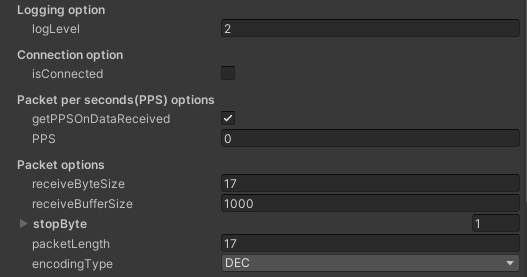 Logging option
logLevel 2
Connection option
isConnected
Packet per seconds(PPS) options
getPPSOnDataReceived
PPS 0
Packet options
receiveByteSize 17
receiveBufferSize 1000
stopByte 1
packetLength 17
encodingType DEC